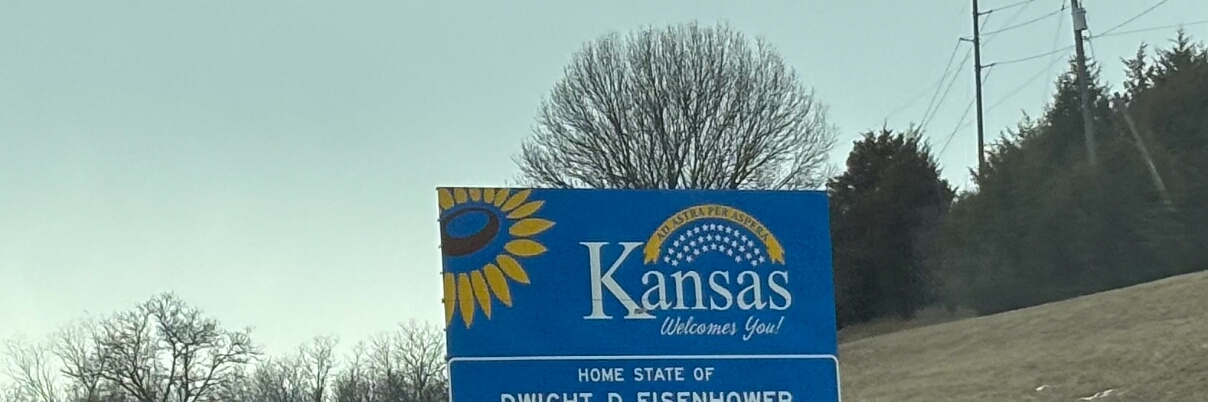 AD ASTRA PER ASPERA
Kansas
Welcomes You!
HOME STATE OF
DWIGHT D EISENHOWER